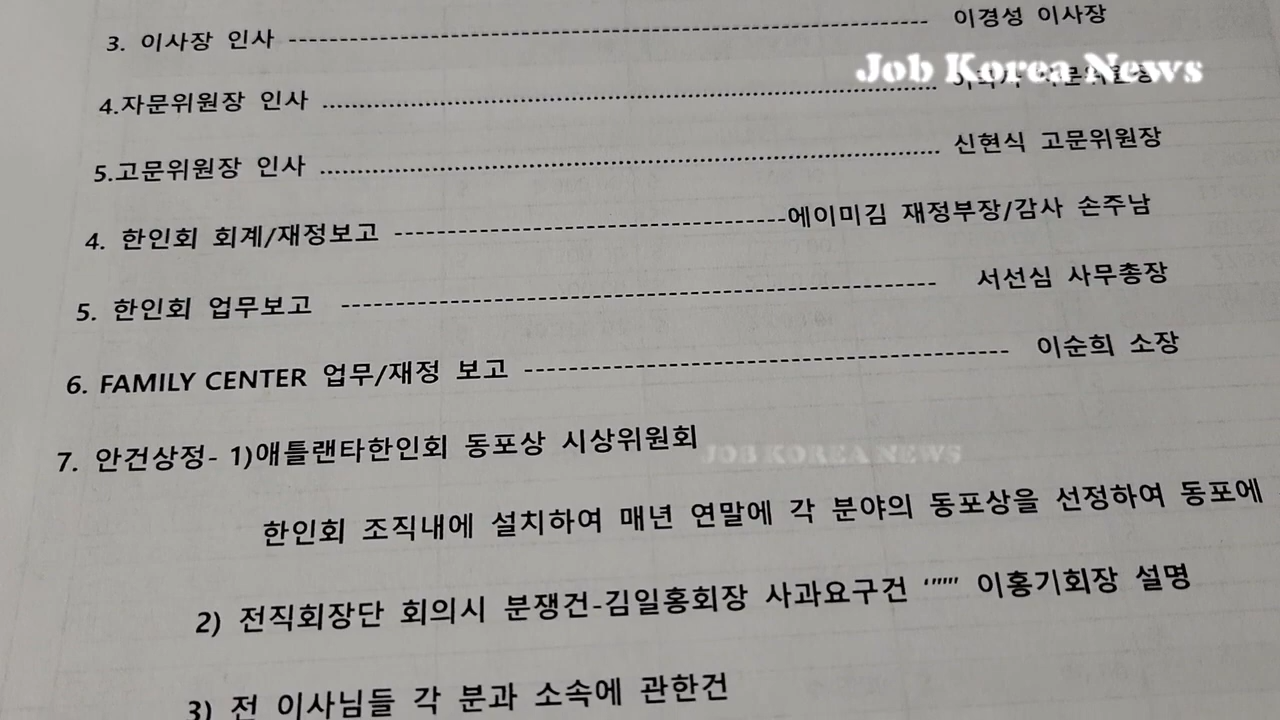 3. 이사장 인사 ---------------------------------------------------------- 이경성 이사장
Job Korea News
4.자문위원장 인사 ..........................................................................
5.고문위원장 인사 .......................................................................... 신현식 고문위원장
4. 한인회 회계/재정보고 -----------------------------------에이미김 재정부장/감사 손주남
5. 한인회 업무보고 ----------------------------------------------------- 서선심 사무총장
6. FAMILY CENTER 업무/재정 보고 ------------------------------------------- 이순희 소장
7. 안건상정- 1)애틀랜타한인회 동포상 시상위원회
JOB KOREA NEWS
한인회 조직내에 설치하여 매년 연말에 각 분야의 동포상을 선정하여 동포에
2) 전직회장단 회의시 분쟁건-김일홍회장 사과요구건 ‘””” 이홍기회장 설명
3) 전 이사님들 각 분과 소속에 관한건